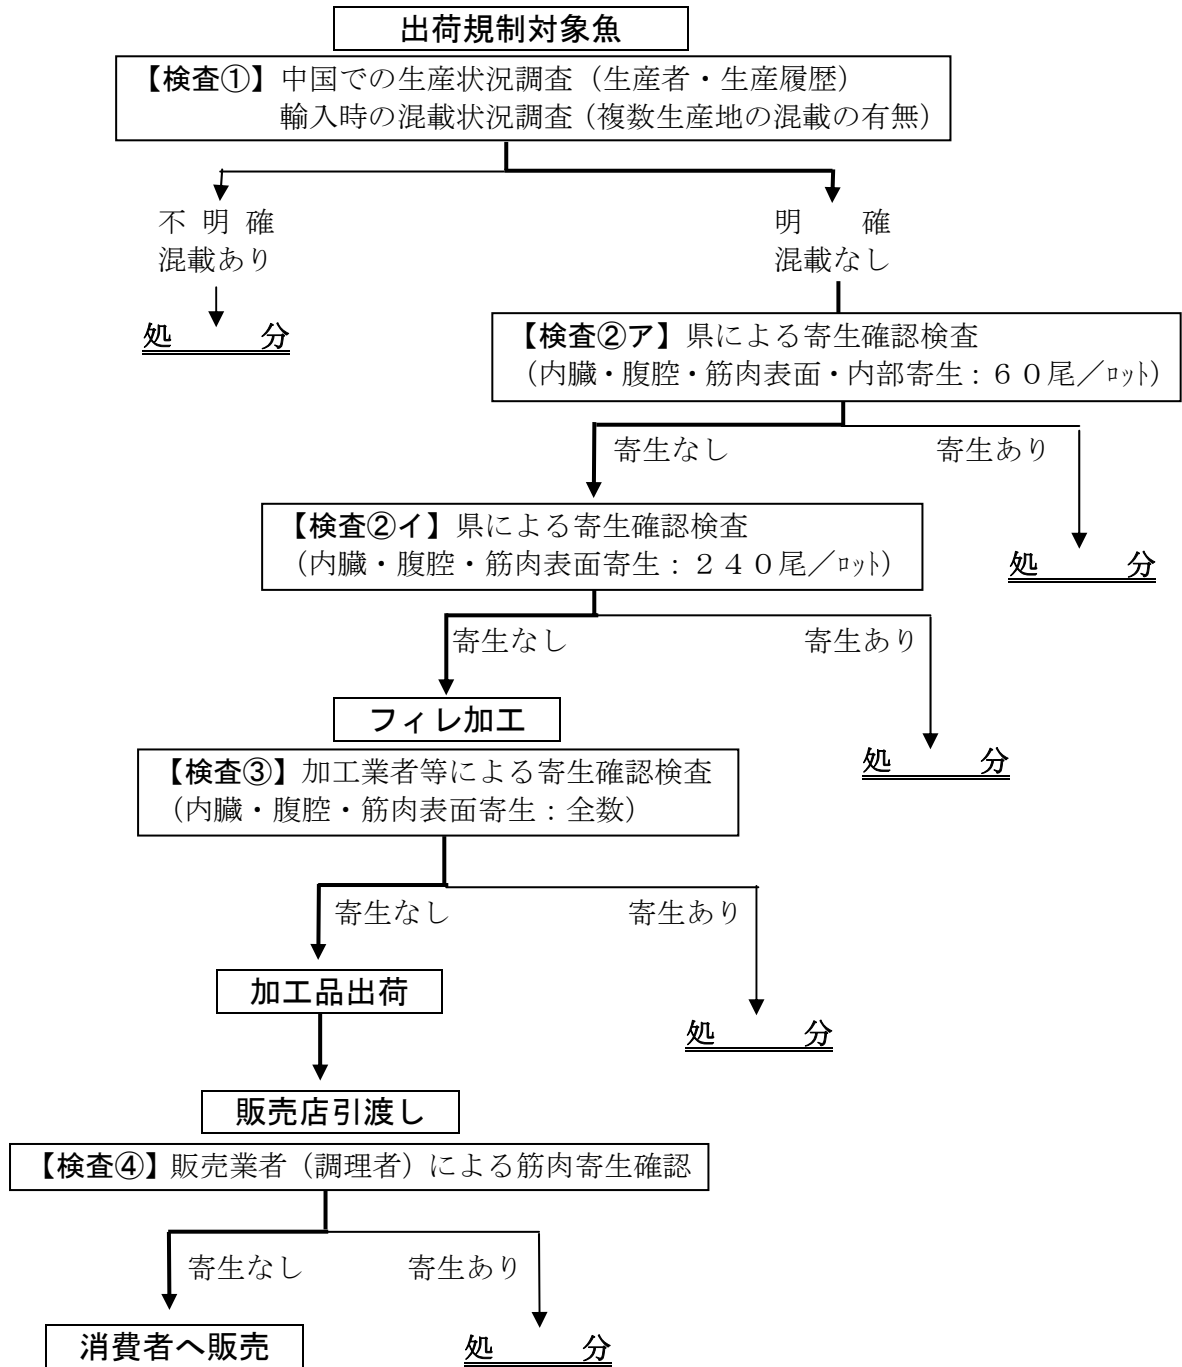 出荷規制対象魚
【検査①】中国での生産状況調査（生産者・生産履歴）
輸入時の混載状況調査（複数生産地の混載の有無）
不 明 確
混載あり
明　　確
混載なし
処　　　分
【検査②ア】県による寄生確認検査
（内臓・腹腔・筋肉表面・内部寄生：６０尾／ﾛｯﾄ）
寄生なし
寄生あり
【検査②イ】県による寄生確認検査
（内臓・腹腔・筋肉表面寄生：２４０尾／ﾛｯﾄ）
処　　　分
寄生なし
寄生あり
フィレ加工
処　　　分
【検査③】加工業者等による寄生確認検査
（内臓・腹腔・筋肉表面寄生：全数）
寄生なし
寄生あり
加工品出荷
処　　　分
販売店引渡し
【検査④】販売業者（調理者）による筋肉寄生確認
寄生なし
寄生あり
消費者へ販売
処　　　分